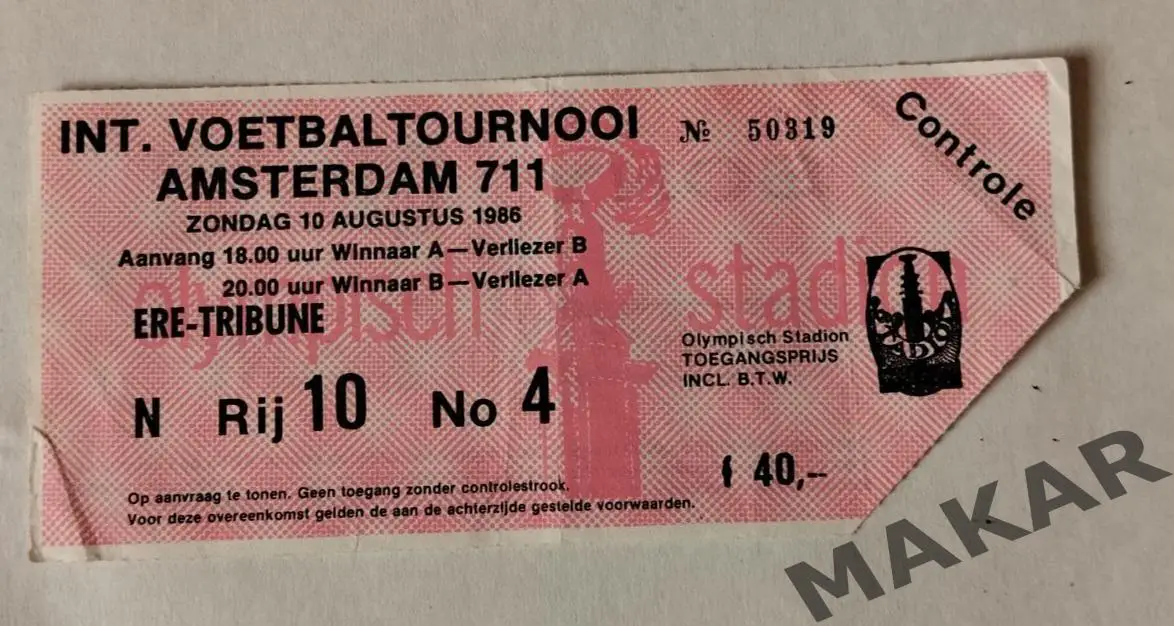 INT. VOETBALTOURNOOI
№ 50319
Controle
AMSTERDAM 711
ZONDAG 10 AUGUSTUS 1986
Aanvang 18.00 uur Winnaar A—Verliezer B
20.00 uur Winnaar B—Verliezer A
olympisch stadion
ERE-TRIBUNE
Olympisch Stadion
TOEGANGSPRIJS
INCL. B.T.W.
N Rij 10 No 4
f 40,--
Op aanvraag te tonen. Geen toegang zonder controlestrook.
Voor deze overeenkomst gelden de aan de achterzijde gestelde voorwaarden.
MAKAR